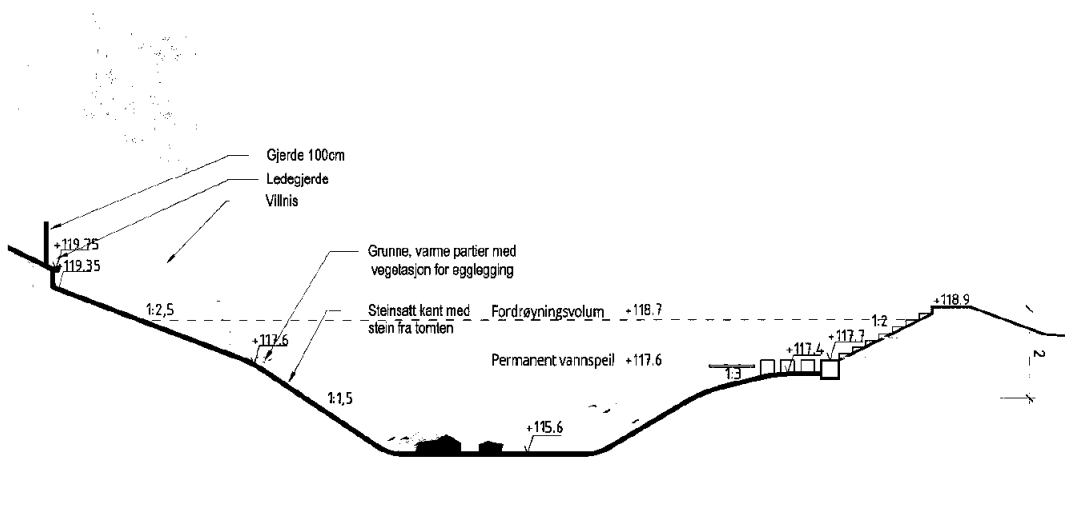 Gjerde 100cm
Ledegjerde
Villnis
+119.75
119.35
Grunne, varme partier med
vegetasjon for egglegging
1:2,5
Steinsatt kant med
stein fra tomten
Fordrøyningsvolum +118.7
+118.9
1:2
+117.6
+117.7
+117.4
Permanent vannspeil +117.6
1:3
2
1:1,5
+115.6